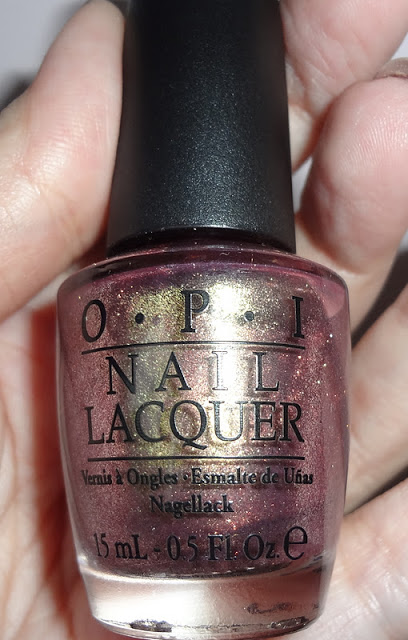 O·P·I
NAIL
LACQUER
Vernis à Ongles·Esmalte de Uñas
Nagellack
15 mL-0.5 Fl. Oz. ℮